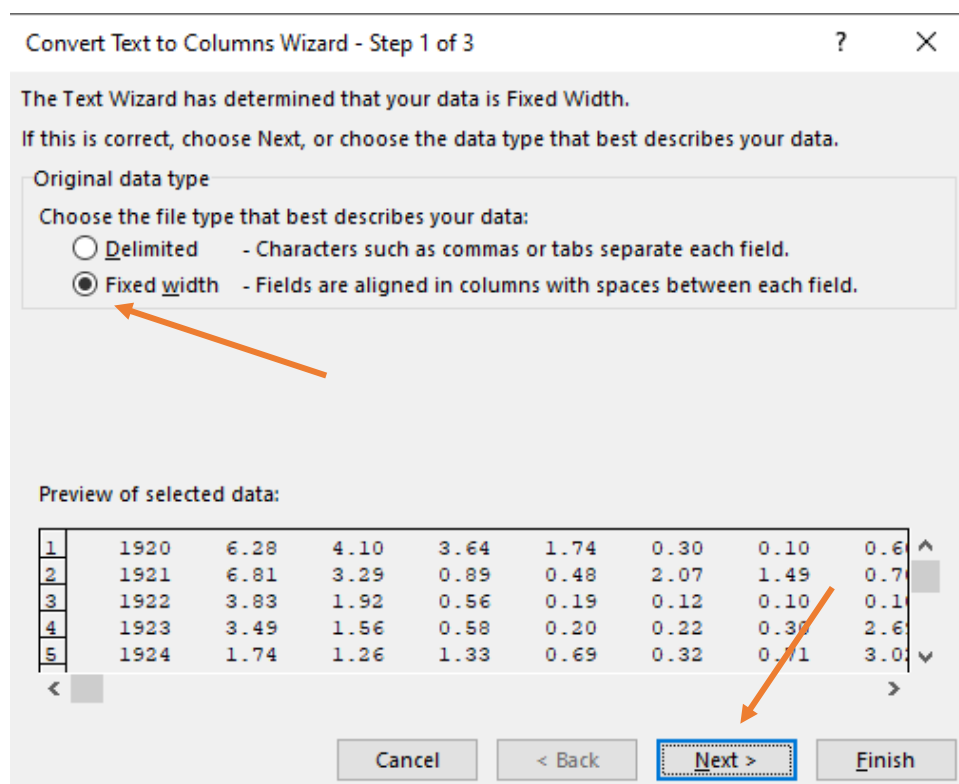 Convert Text to Columns Wizard - Step 1 of 3 ? ×
The Text Wizard has determined that your data is Fixed Width.
If this is correct, choose Next, or choose the data type that best describes your data.
Original data type
Choose the file type that best describes your data:
Delimited - Characters such as commas or tabs separate each field.
Fixed width - Fields are aligned in columns with spaces between each field.
Preview of selected data:
1 1920 6.28 4.10 3.64 1.74 0.30 0.10
2 1921 6.81 3.29 0.89 0.48 2.07 1.49
3 1922 3.83 1.92 0.56 0.19 0.12 0.10
4 1923 3.49 1.56 0.58 0.20 0.22
5 1924 1.74 1.26 1.33 0.69 0.32
Cancel < Back Next > Finish